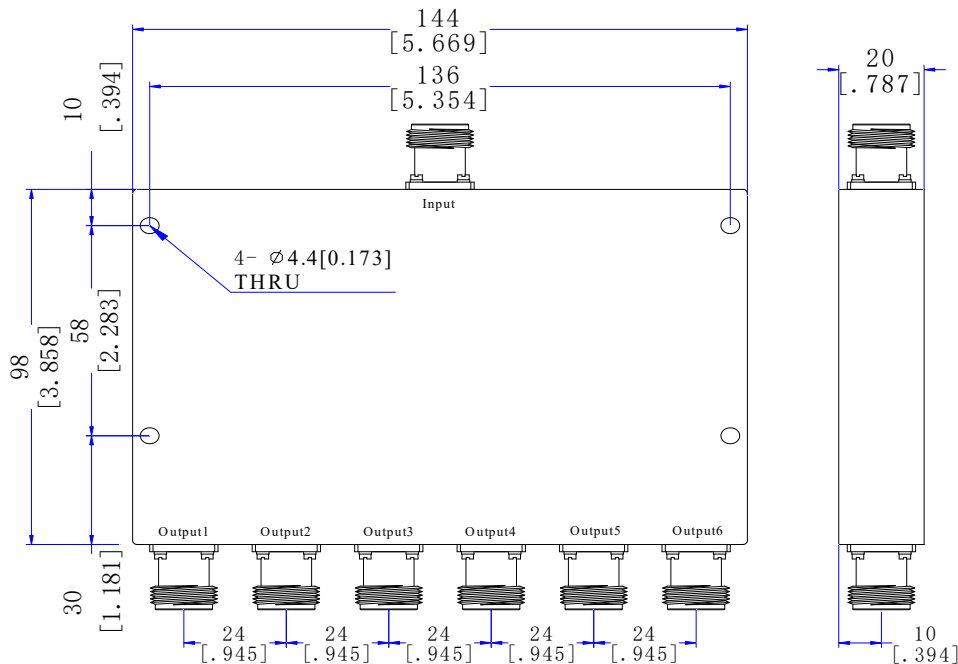 144
[5.669]
136
[5.354]
20
[.787]
10
[.394]
Input
4- Ø4.4[0.173]
THRU
98
[3.858]
58
[2.283]
Output1 Output2 Output3 Output4 Output5 Output6
30
[1.181]
24 24 24 24 24
[.945] [.945] [.945] [.945] [.945]
10
[.394]